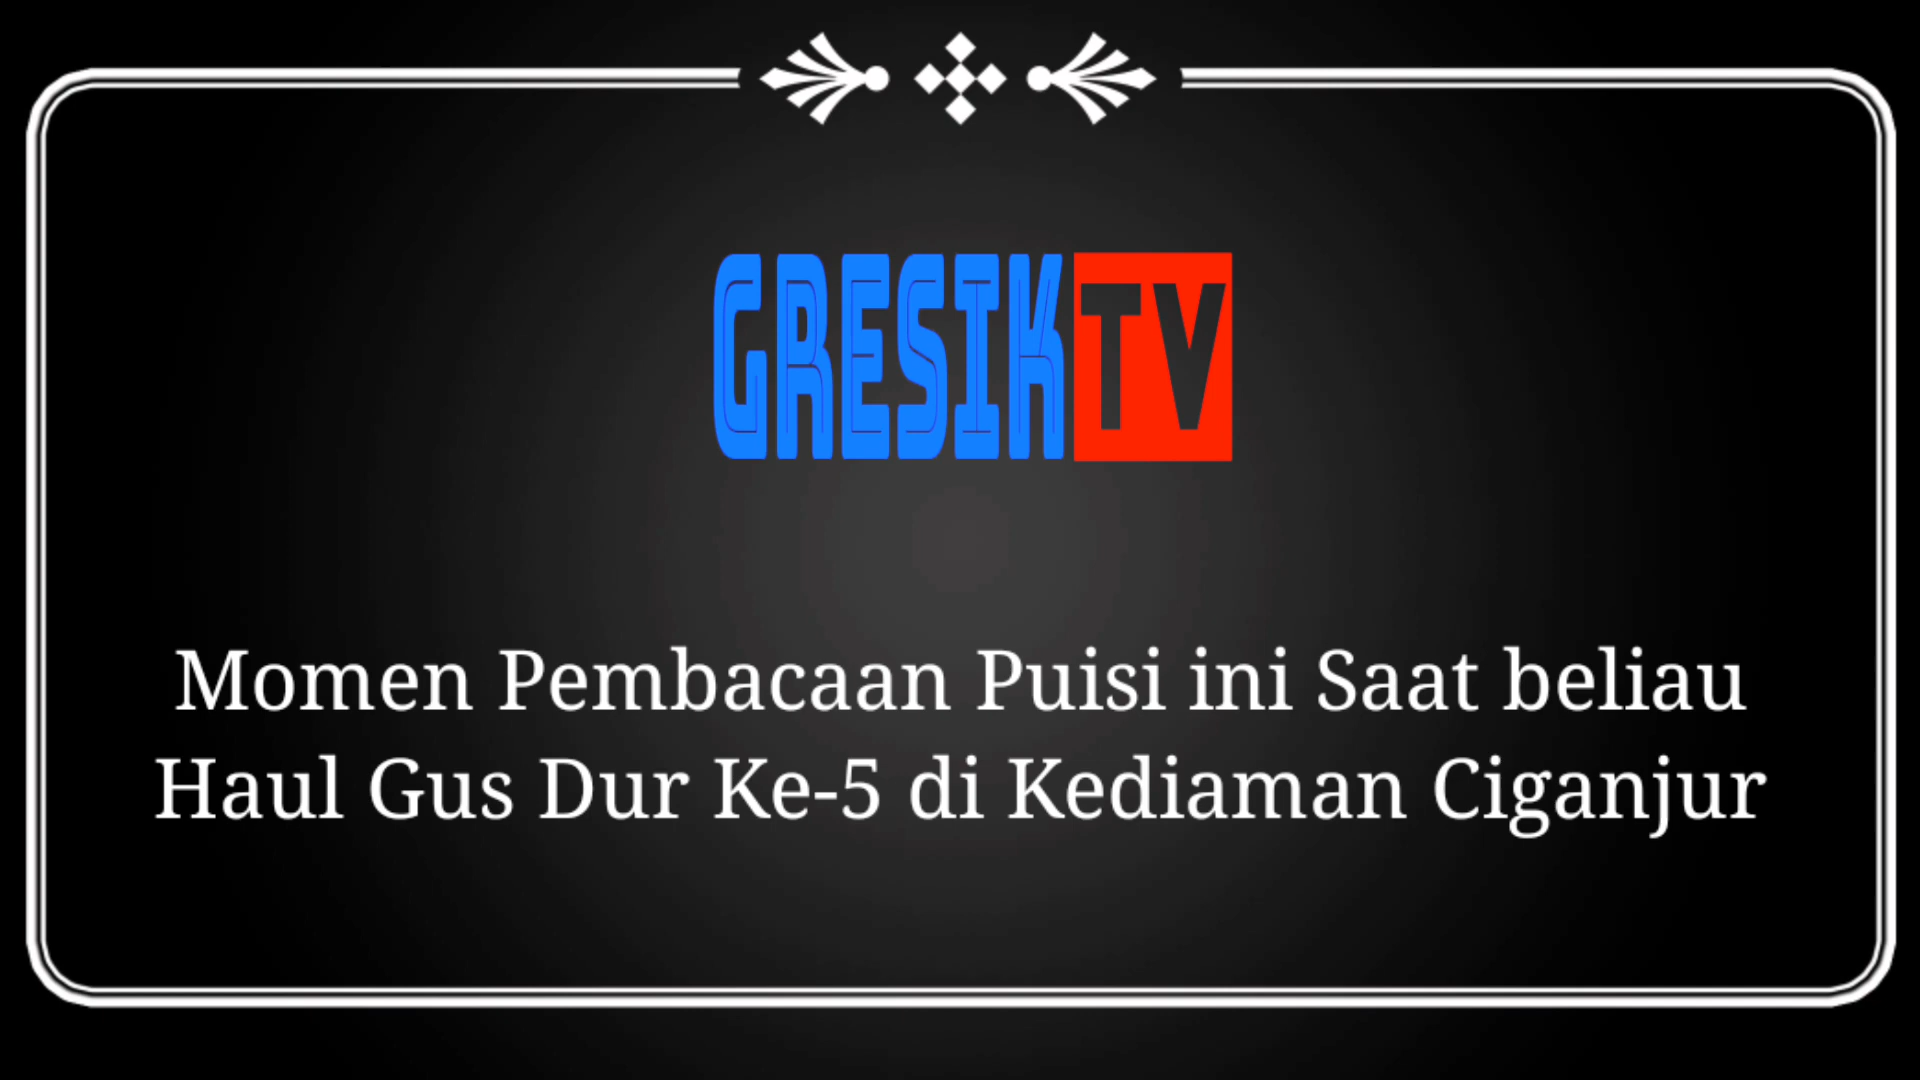 GRESIKTV
Momen Pembacaan Puisi ini Saat beliau
Haul Gus Dur Ke-5 di Kediaman Ciganjur